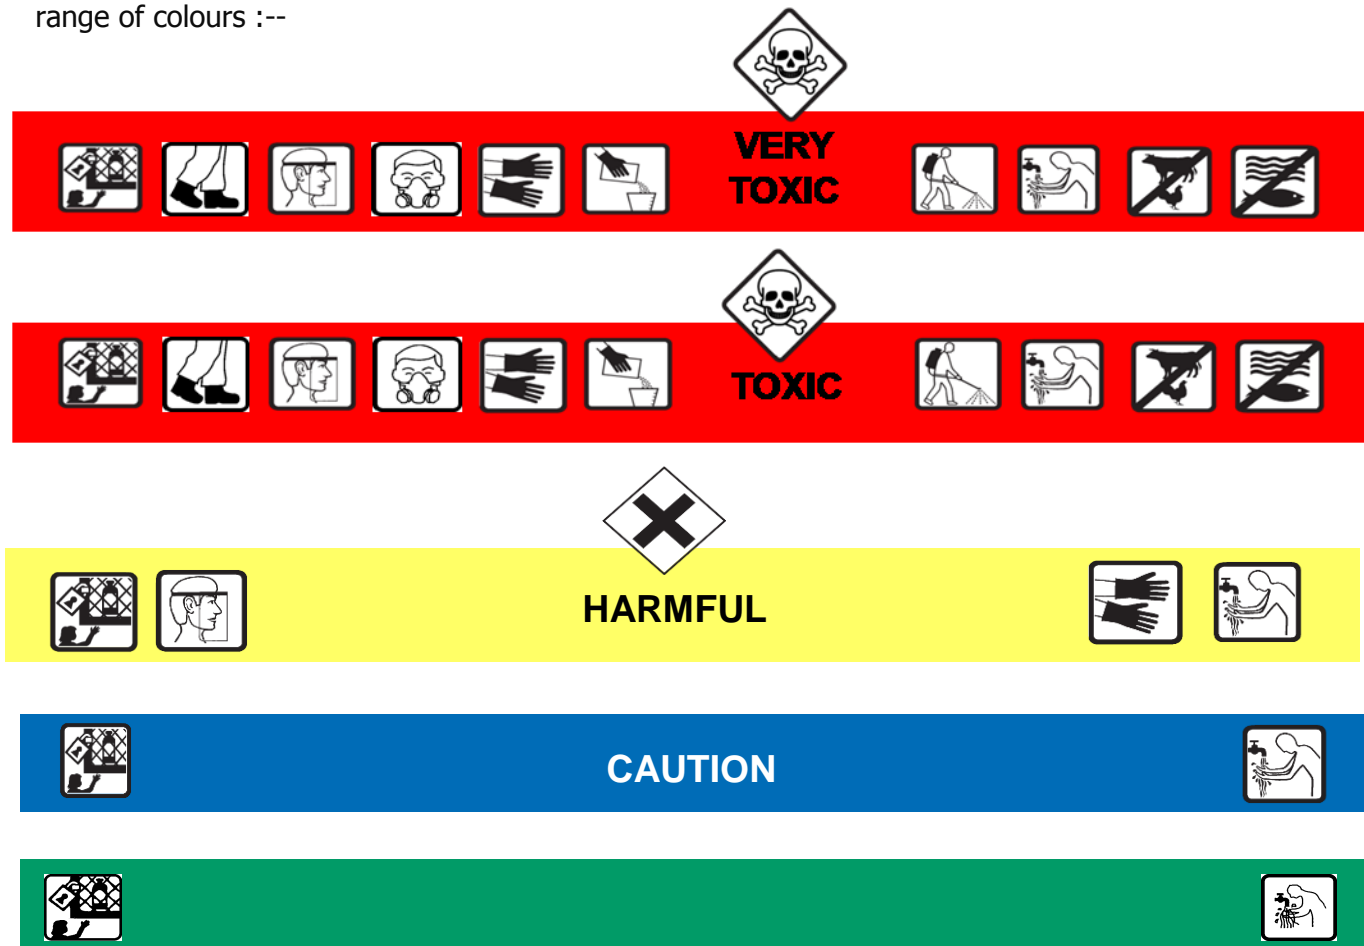 range of colours :--
VERY
TOXIC
TOXIC
HARMFUL
CAUTION